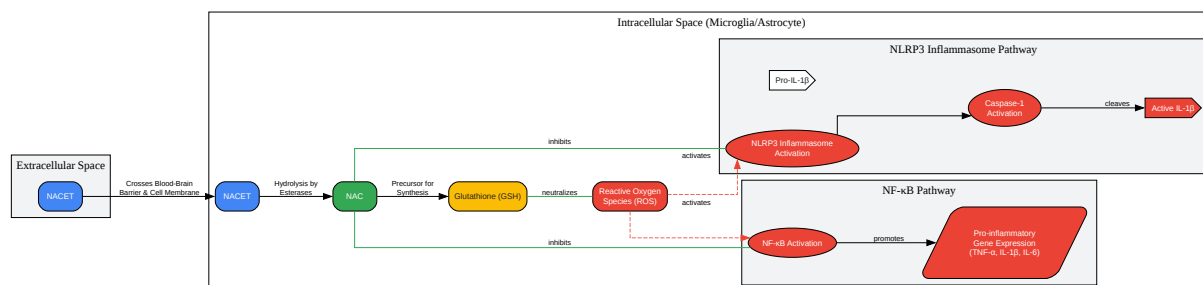 Intracellular Space (Microglia/Astrocyte)
NLRP3 Inflammasome Pathway
Pro-IL-1β
Caspase-1
Activation
cleaves
Active IL-1β
inhibits
NLRP3 Inflammasome
Activation
activates
Extracellular Space
NACET
Crosses Blood-Brain
Barrier & Cell Membrane
NACET
Hydrolysis by
Esterases
NAC
Precursor for
Synthesis
Glutathione (GSH)
neutralizes
Reactive Oxygen
Species (ROS)
activates
NF-κB Pathway
inhibits
NF-κB Activation
promotes
Pro-inflammatory
Gene Expression
(TNF-α, IL-1β, IL-6)